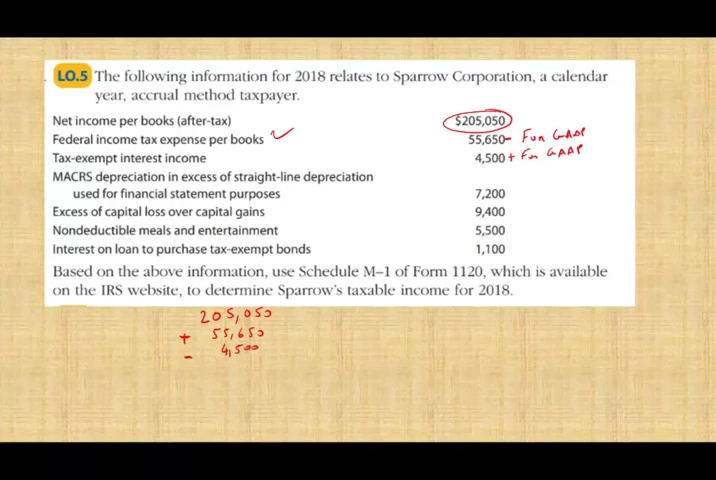 LO.5 The following information for 2018 relates to Sparrow Corporation, a calendar
year, accrual method taxpayer.
Net income per books (after-tax) $205,050
Federal income tax expense per books 55,650 - For GAAP
Tax-exempt interest income 4,500 + For GAAP
MACRS depreciation in excess of straight-line depreciation
used for financial statement purposes 7,200
Excess of capital loss over capital gains 9,400
Nondeductible meals and entertainment 5,500
Interest on loan to purchase tax-exempt bonds 1,100
Based on the above information, use Schedule M–1 of Form 1120, which is available
on the IRS website, to determine Sparrow's taxable income for 2018.
205,050
+ 55,650
- 4,500